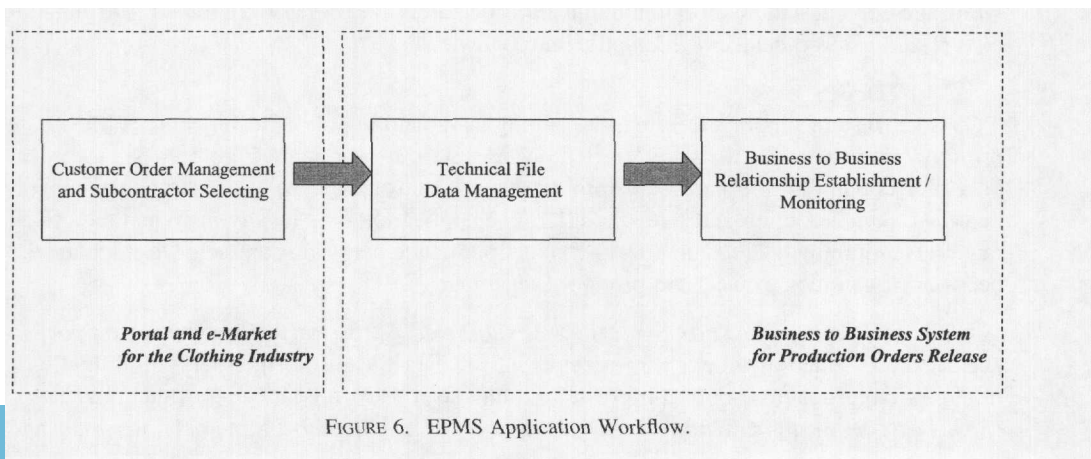 Customer Order Management
and Subcontractor Selecting
Technical File
Data Management
Business to Business
Relationship Establishment /
Monitoring
Portal and e-Market
for the Clothing Industry
Business to Business System
for Production Orders Release
FIGURE 6. EPMS Application Workflow.